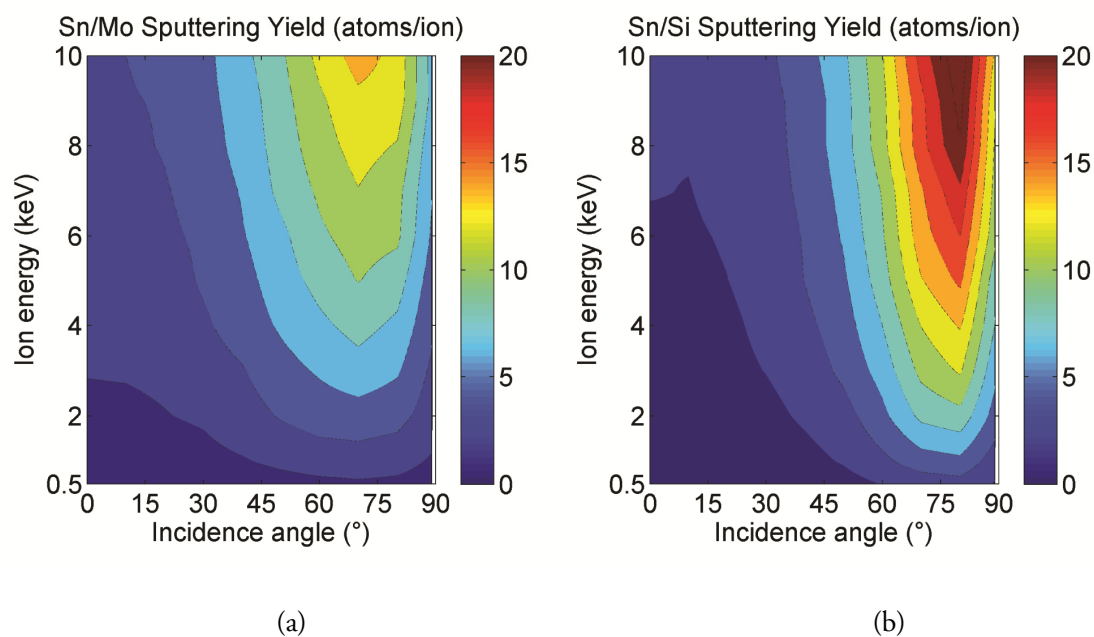 Sn/Mo Sputtering Yield (atoms/ion)
10
8
6
4
2
0.5
0 15 30 45 60 75 90
Ion energy (keV)
Incidence angle (°)
20
15
10
5
0
(a)
Sn/Si Sputtering Yield (atoms/ion)
10
8
6
4
2
0.5
0 15 30 45 60 75 90
Ion energy (keV)
Incidence angle (°)
20
15
10
5
0
(b)